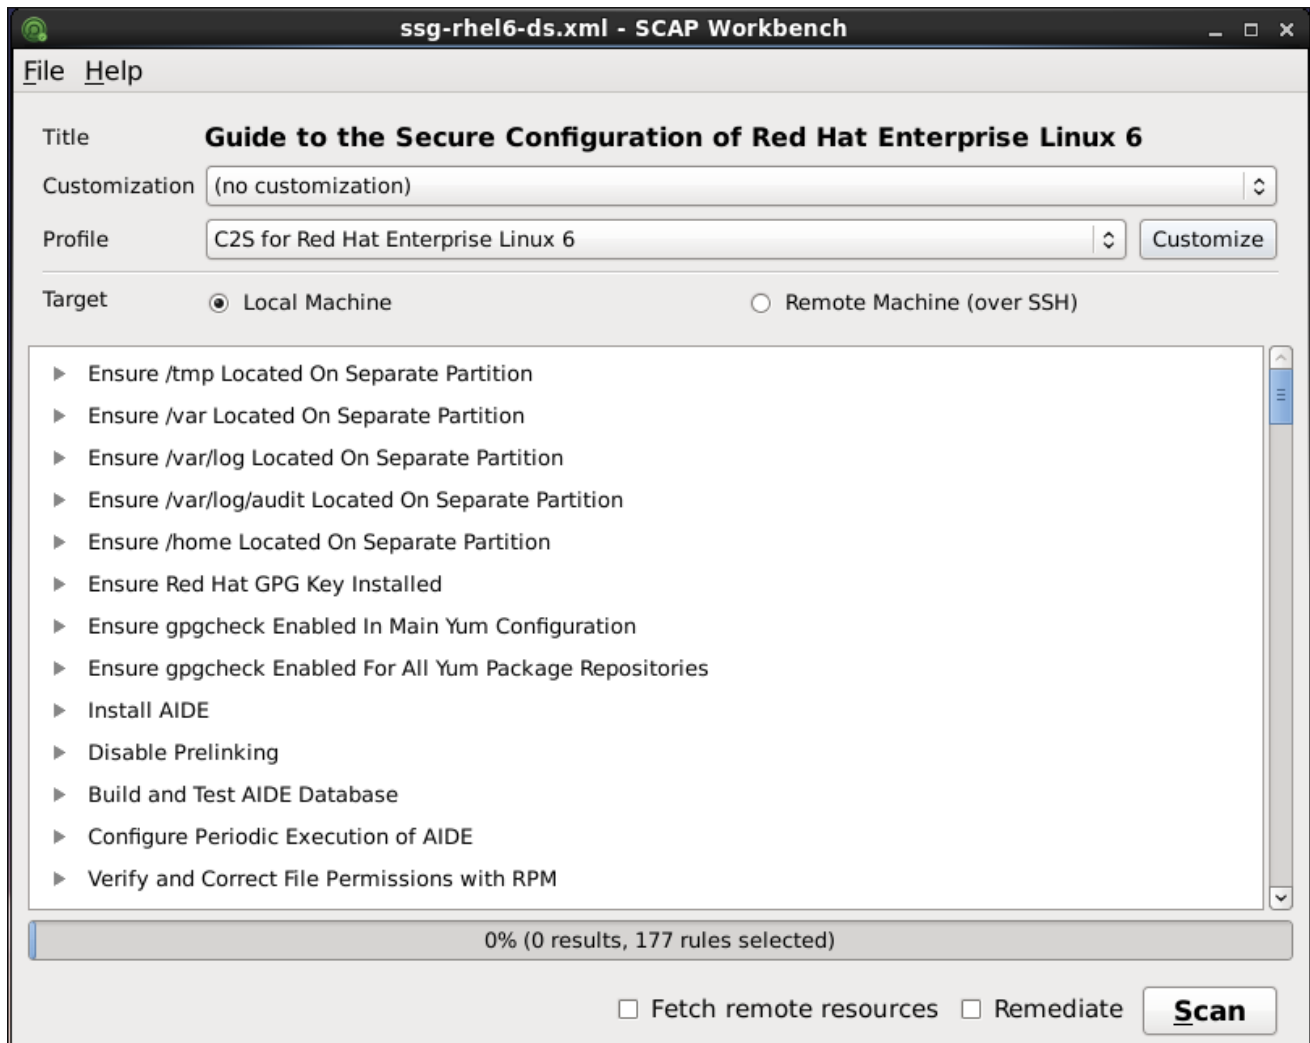 ssg-rhel6-ds.xml - SCAP Workbench
File Help
Title Guide to the Secure Configuration of Red Hat Enterprise Linux 6
Customization (no customization)
Profile C2S for Red Hat Enterprise Linux 6 Customize
Target Local Machine Remote Machine (over SSH)
Ensure /tmp Located On Separate Partition
Ensure /var Located On Separate Partition
Ensure /var/log Located On Separate Partition
Ensure /var/log/audit Located On Separate Partition
Ensure /home Located On Separate Partition
Ensure Red Hat GPG Key Installed
Ensure gpgcheck Enabled In Main Yum Configuration
Ensure gpgcheck Enabled For All Yum Package Repositories
Install AIDE
Disable Prelinking
Build and Test AIDE Database
Configure Periodic Execution of AIDE
Verify and Correct File Permissions with RPM
0% (0 results, 177 rules selected)
Fetch remote resources Remediate Scan